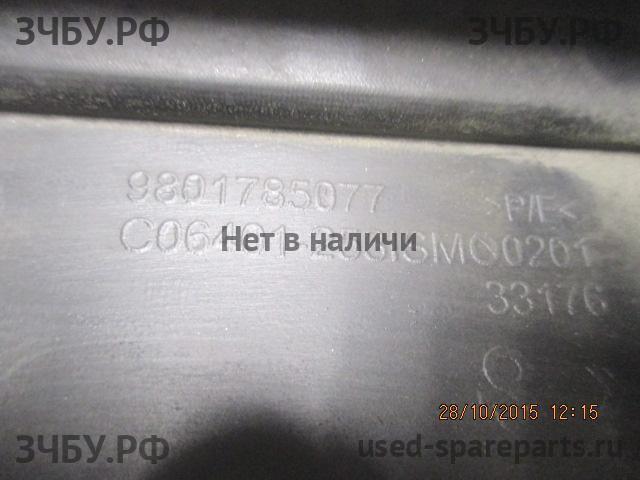 ЗЧБУ.РФ
ЗЧБУ.РФ
9801785077
>P/E<
Нет в наличи
33176
28/10/2015 12:15
ЗЧБУ.РФ
used-spareparts.ru